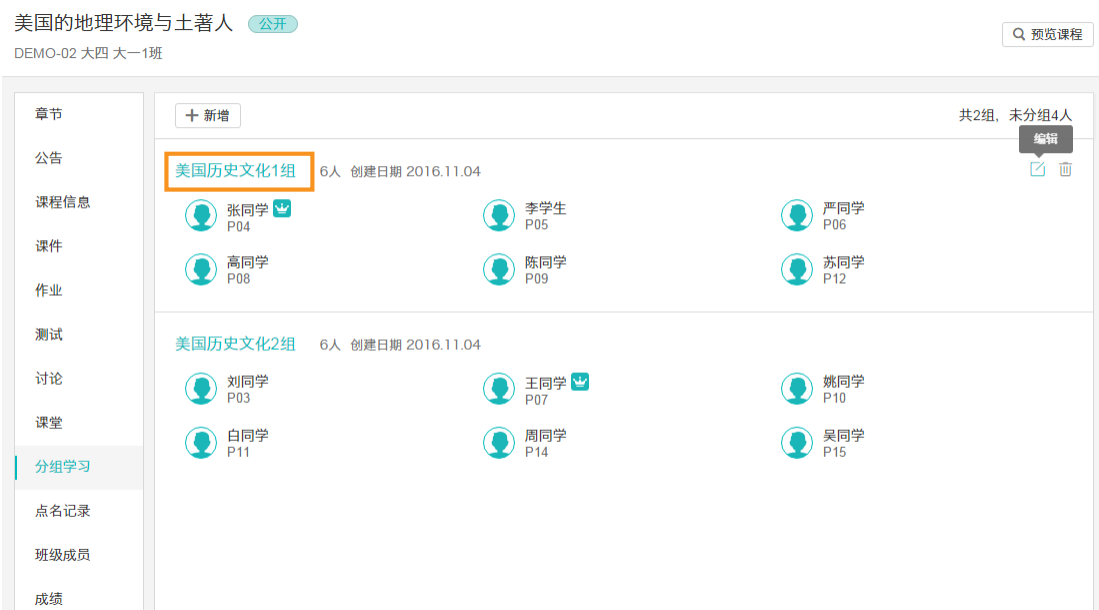 美国的地理环境与土著人 公开
DEMO-02 大四 大一1班
预览课程
章节
公告
课程信息
课件
作业
测试
讨论
课堂
分组学习
点名记录
班级成员
成绩
新增
共2组，未分组4人
编辑
美国历史文化1组 6人 创建日期 2016.11.04
张同学 李学生 严同学
P04 P05 P06
高同学 陈同学 苏同学
P08 P09 P12
美国历史文化2组 6人 创建日期 2016.11.04
刘同学 王同学 姚同学
P03 P07 P10
白同学 周同学 吴同学
P11 P14 P15